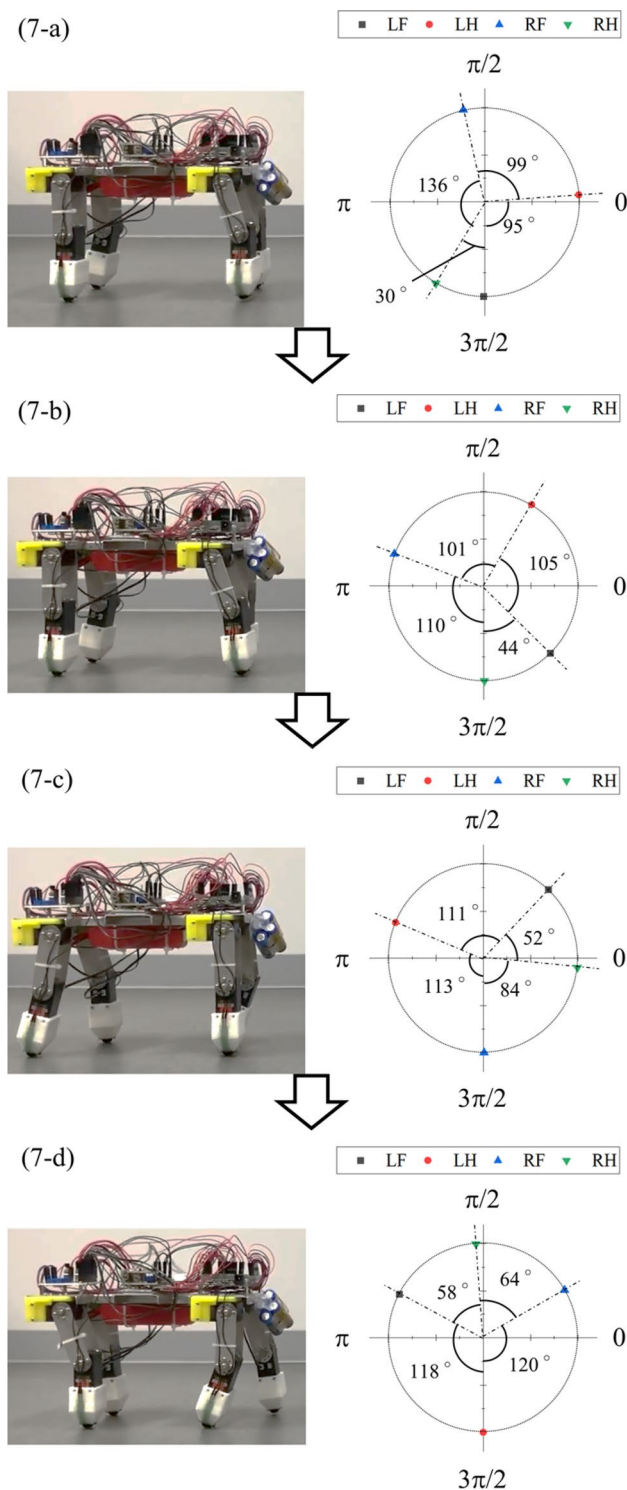 (7-a)
LF LH RF RH
π/2
99°
136°
π
0
95°
30°
3π/2
(7-b)
LF LH RF RH
π/2
101°
105°
π
0
110°
44°
3π/2
(7-c)
LF LH RF RH
π/2
111°
52°
π
0
113°
84°
3π/2
(7-d)
LF LH RF RH
π/2
58°
64°
π
0
118°
120°
3π/2